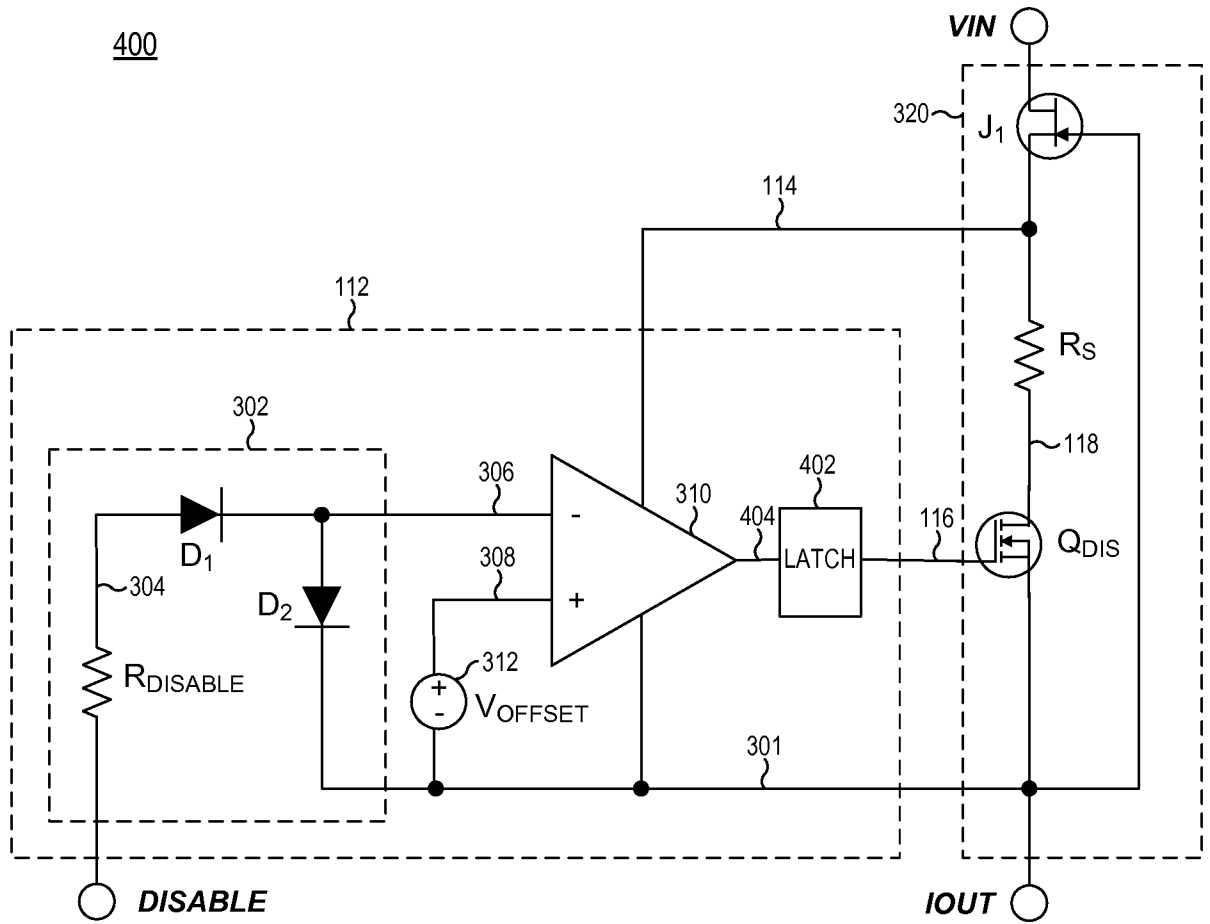 VIN
400
320
J1
114
112
RS
302
118
402
306
310
-
404
116
QDIS
D1
308
LATCH
304
D2
+
312
RDISABLE
+
-
VOFFSET
301
DISABLE
IOUT